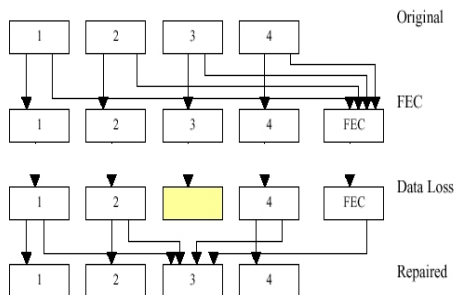 Original
1 2 3 4
FEC
1 2 3 4 FEC
Data Loss
1 2 4 FEC
Repaired
1 2 3 4